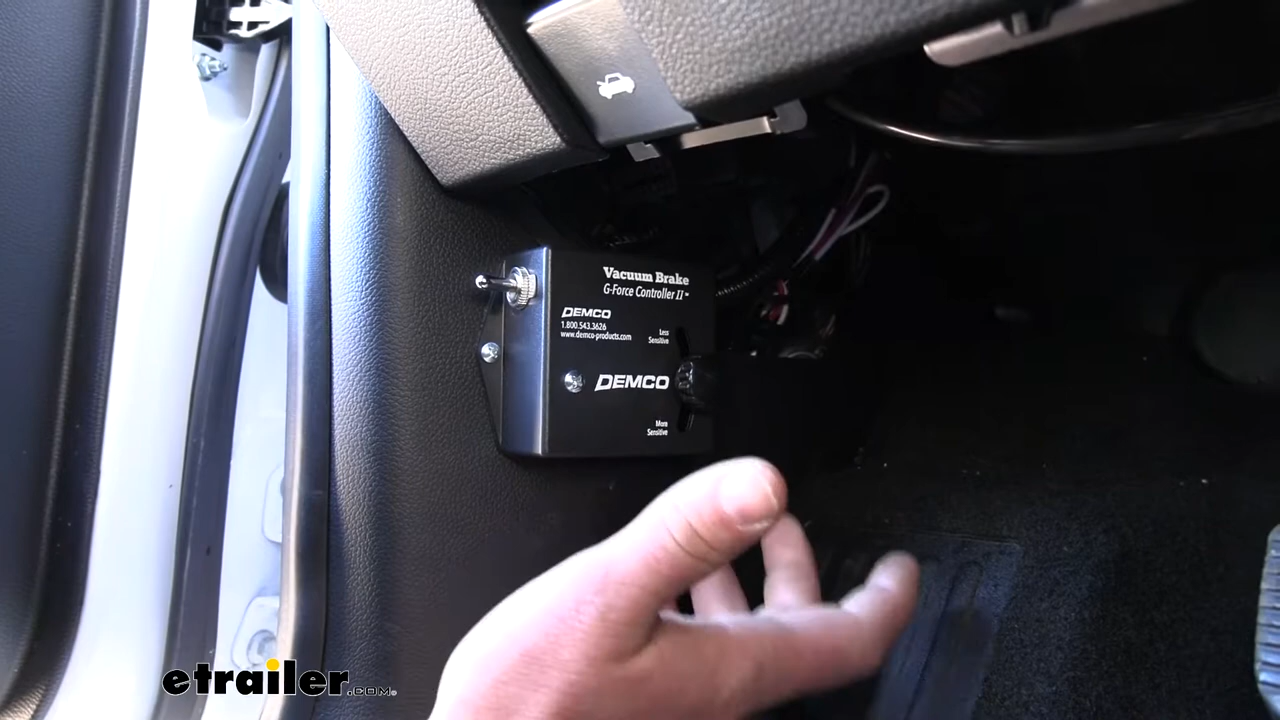 Vacuum Brake
G-Force Controller II™
DEMCO
1.800.543.3626
www.demco-products.com
Less
Sensitive
DEMCO
More
Sensitive
etrailer.COM®